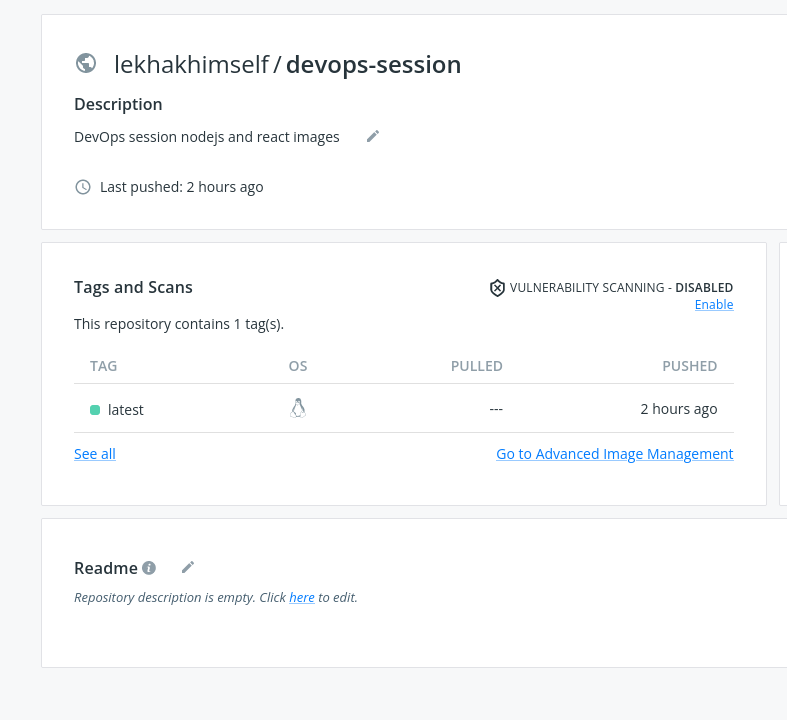 lekhakhimself / devops-session
Description
DevOps session nodejs and react images
Last pushed: 2 hours ago
Tags and Scans
VULNERABILITY SCANNING - DISABLED
Enable
This repository contains 1 tag(s).
TAG OS PULLED PUSHED
latest --- 2 hours ago
See all Go to Advanced Image Management
Readme
Repository description is empty. Click here to edit.